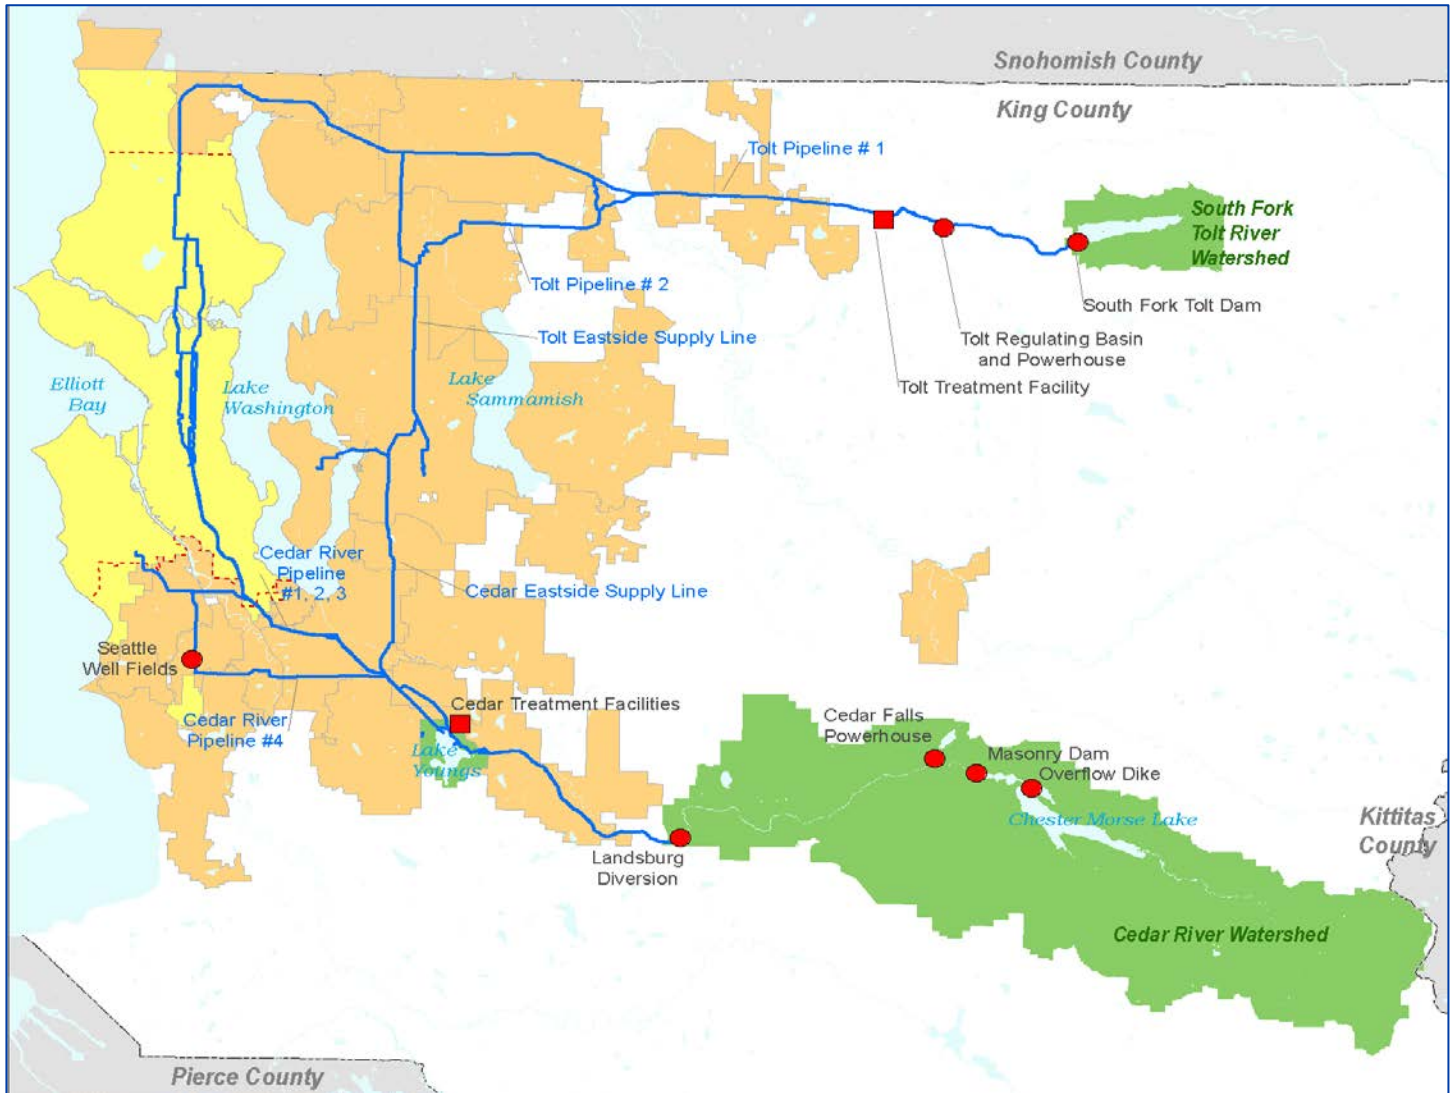 Snohomish County
King County
Tolt Pipeline # 1
South Fork
Tolt River
Watershed
Tolt Pipeline # 2
South Fork Tolt Dam
Tolt Eastside Supply Line
Tolt Regulating Basin
and Powerhouse
Tolt Treatment Facility
Elliott
Bay
Lake
Washington
Lake
Sammamish
Cedar River
Pipeline
#1, 2, 3
Cedar Eastside Supply Line
Seattle
Well Fields
Cedar River
Pipeline #4
Cedar Treatment Facilities
Lake
Youngs
Cedar Falls
Powerhouse
Masonry Dam
Overflow Dike
Chester Morse Lake
Kittitas
County
Landsburg
Diversion
Cedar River Watershed
Pierce County